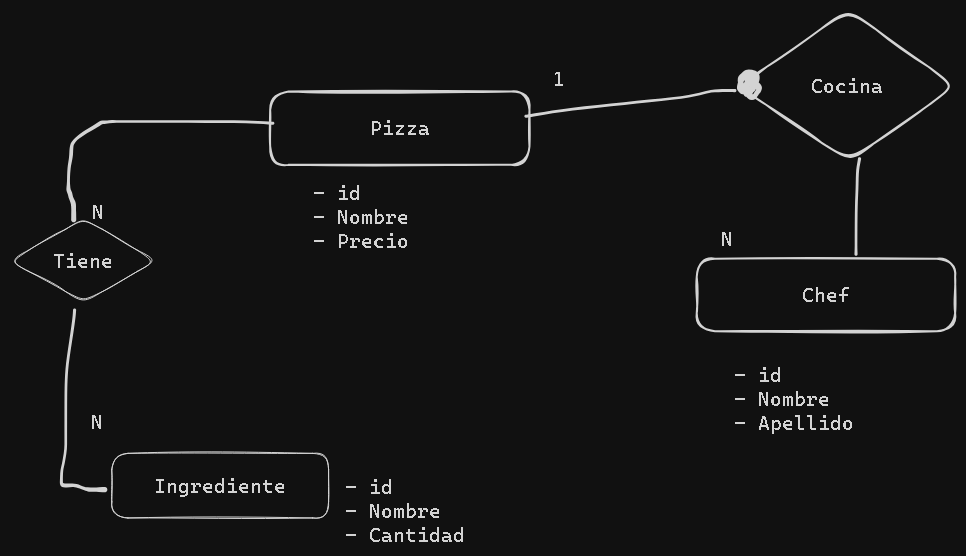 Cocina
1
Pizza
- id
- Nombre
- Precio
N
Tiene
N
Chef
- id
- Nombre
- Apellido
N
Ingrediente
- id
- Nombre
- Cantidad